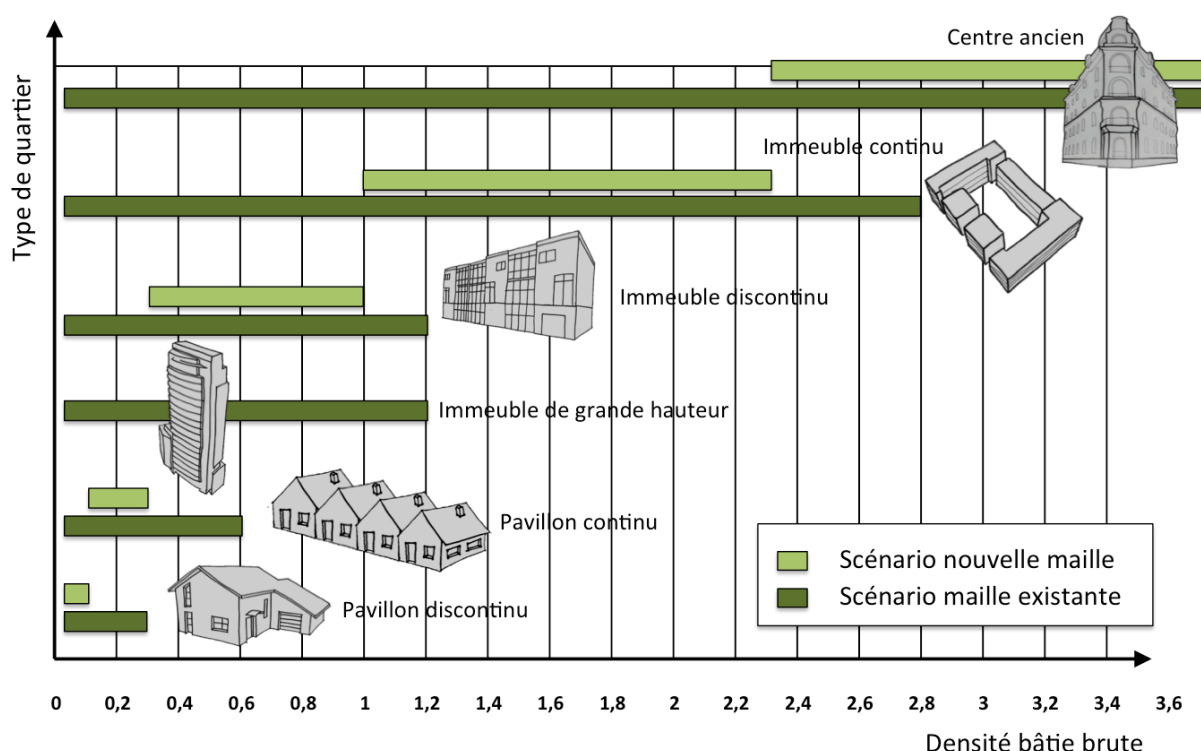 Centre ancien
Type de quartier
Immeuble continu
Immeuble discontinu
Immeuble de grande hauteur
Pavillon continu
Scénario nouvelle maille
Scénario maille existante
Pavillon discontinu
0 0,2 0,4 0,6 0,8 1 1,2 1,4 1,6 1,8 2 2,2 2,4 2,6 2,8 3 3,2 3,4 3,6
Densité bâtie brute